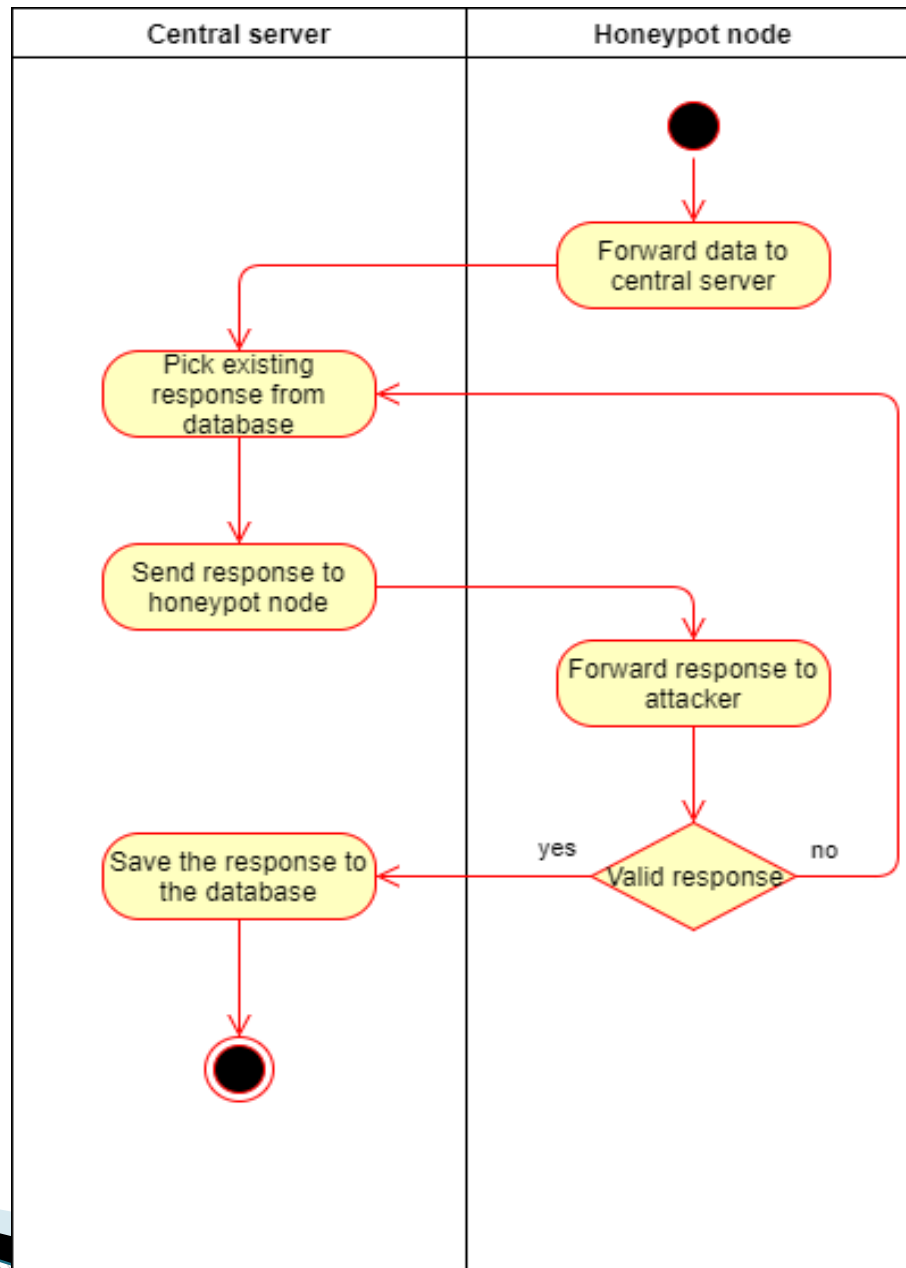 Central server
Honeypot node
Forward data to
central server
Pick existing
response from
database
Send response to
honeypot node
Forward response to
attacker
yes
Valid response
no
Save the response to
the database